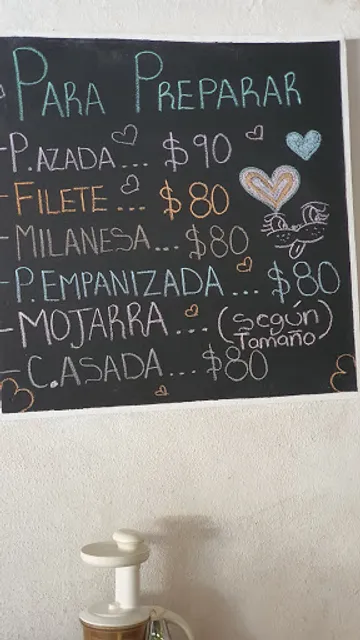 Para Preparar
-P.AZADA... $90
-FILETE... $80
-MILANESA... $80
-P.EMPANIZADA... $80
-MOJARRA... (según
Tamaño)
-C.ASADA... $80